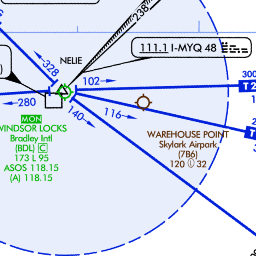 238
111.1 I-MYQ 48
NELIE
328
102
300
T
280
140
116
T
MON
WINDSOR LOCKS
Bradley Intl
(BDL) C
173 L 95
ASOS 118.15
(A) 118.15
WAREHOUSE POINT
Skylark Airpark
(7B6)
120 L 32